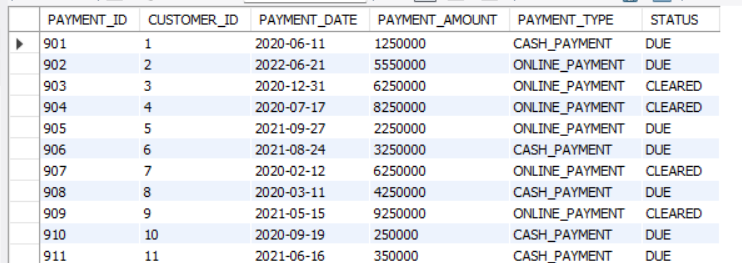 PAYMENT_ID CUSTOMER_ID PAYMENT_DATE PAYMENT_AMOUNT PAYMENT_TYPE STATUS
901 1 2020-06-11 1250000 CASH_PAYMENT DUE
902 2 2022-06-21 5550000 ONLINE_PAYMENT DUE
903 3 2020-12-31 6250000 ONLINE_PAYMENT CLEARED
904 4 2020-07-17 8250000 ONLINE_PAYMENT CLEARED
905 5 2021-09-27 2250000 ONLINE_PAYMENT DUE
906 6 2021-08-24 3250000 CASH_PAYMENT DUE
907 7 2020-02-12 6250000 ONLINE_PAYMENT CLEARED
908 8 2020-03-11 4250000 CASH_PAYMENT DUE
909 9 2021-05-15 9250000 ONLINE_PAYMENT CLEARED
910 10 2020-09-19 250000 CASH_PAYMENT DUE
911 11 2021-06-16 350000 CASH_PAYMENT DUE